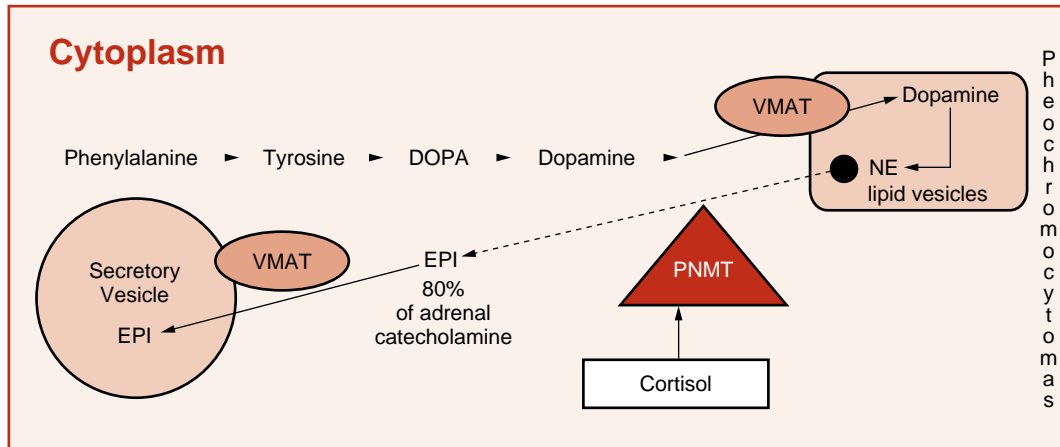 Cytoplasm
VMAT
Dopamine
Phenylalanine
Tyrosine
DOPA
Dopamine
NE
lipid vesicles
Secretory
Vesicle
EPI
VMAT
EPI
80%
of adrenal
catecholamine
PNMT
Cortisol
Pheochromocytomas